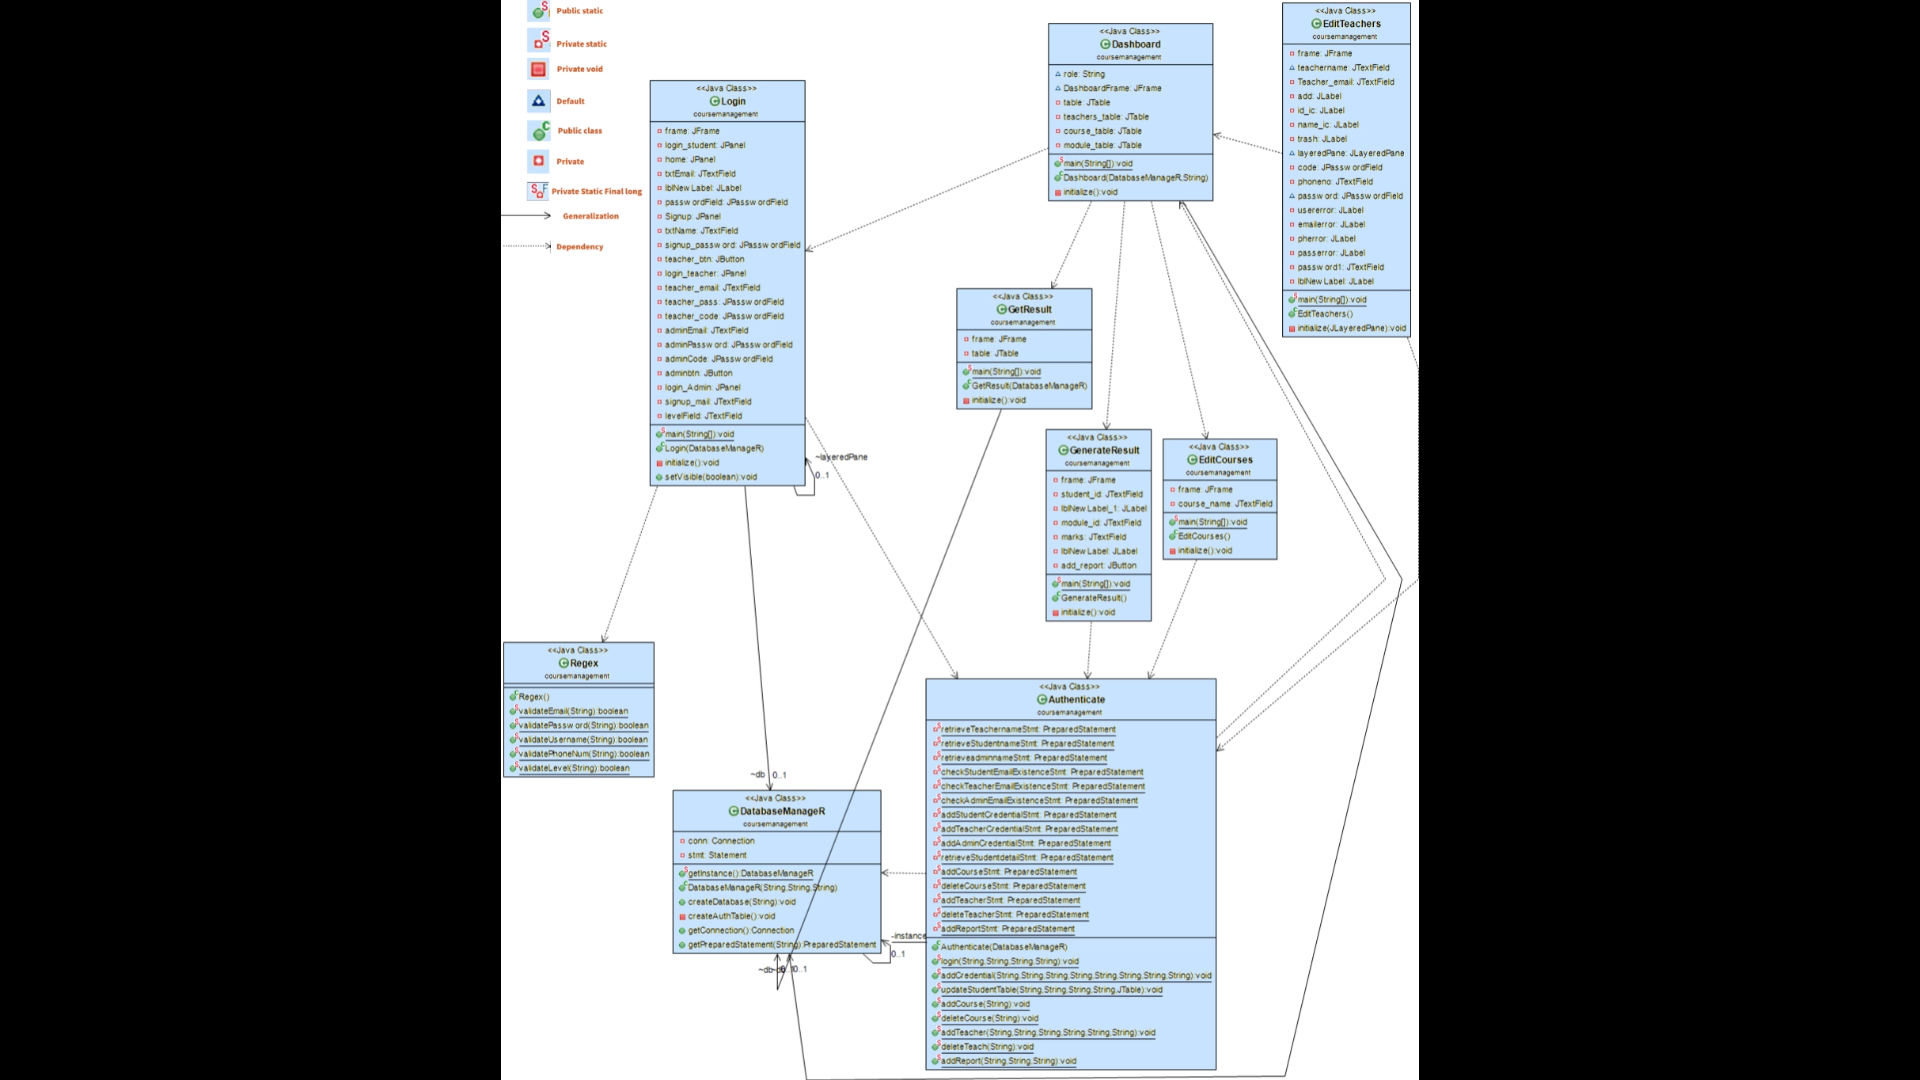 Public static
Private static
Private void
Default
Public class
Private
Private Static Final long
Generalization
Dependency
<<Java Class>>
Login
coursemanagement
frame: JFrame
login_student: JPanel
home: JPanel
txtEmail: JTextField
lblNewLabel: JLabel
passwordField: JPasswordField
Signup: JPanel
txtName: JTextField
signup_password: JPasswordField
teacher_btn: JButton
login_teacher: JPanel
teacher_email: JTextField
teacher_pass: JPasswordField
teacher_code: JPasswordField
adminEmail: JTextField
adminPassword: JPasswordField
adminCode: JPasswordField
adminbtn: JButton
login_Admin: JPanel
signup_mail: JTextField
levelField: JTextField
main(String[]):void
Login(DatabaseManageR)
initialize():void
setVisible(boolean):void
~layeredPane
0..1
<<Java Class>>
Dashboard
coursemanagement
role: String
DashboardFrame: JFrame
table: JTable
teachers_table: JTable
course_table: JTable
module_table: JTable
main(String[]):void
Dashboard(DatabaseManageR,String)
initialize():void
<<Java Class>>
EditTeachers
coursemanagement
frame: JFrame
teachername: JTextField
Teacher_email: JTextField
add: JLabel
id_ic: JLabel
name_ic: JLabel
trash: JLabel
layeredPane: JLayeredPane
code: JPasswordField
phoneno: JTextField
password: JPasswordField
usererror: JLabel
emailerror: JLabel
pherror: JLabel
passerror: JLabel
password1: JTextField
lblNewLabel: JLabel
main(String[]):void
EditTeachers()
initialize(JLayeredPane):void
<<Java Class>>
GetResult
coursemanagement
frame: JFrame
table: JTable
main(String[]):void
GetResult(DatabaseManageR)
initialize():void
<<Java Class>>
GenerateResult
coursemanagement
frame: JFrame
student_id: JTextField
lblNewLabel_1: JLabel
module_id: JTextField
marks: JTextField
lblNewLabel: JLabel
add_report: JButton
main(String[]):void
GenerateResult()
initialize():void
<<Java Class>>
EditCourses
coursemanagement
frame: JFrame
course_name: JTextField
main(String[]):void
EditCourses()
initialize():void
<<Java Class>>
Regex
coursemanagement
Regex()
validateEmail(String):boolean
validatePassword(String):boolean
validateUsername(String):boolean
validatePhoneNum(String):boolean
validateLevel(String):boolean
~db 0..1
<<Java Class>>
DatabaseManageR
coursemanagement
conn: Connection
stmt: Statement
getInstance():DatabaseManageR
DatabaseManageR(String,String,String)
createDatabase(String):void
createAuthTable():void
getConnection():Connection
getPreparedStatement(String):PreparedStatement
-instance
0..1
~db 0..1
<<Java Class>>
Authenticate
coursemanagement
retrieveTeachernameStmt: PreparedStatement
retrieveStudentnameStmt: PreparedStatement
retrieveadminnameStmt: PreparedStatement
checkStudentEmailExistenceStmt: PreparedStatement
checkTeacherEmailExistenceStmt: PreparedStatement
checkAdminEmailExistenceStmt: PreparedStatement
addStudentCredentialStmt: PreparedStatement
addTeacherCredentialStmt: PreparedStatement
addAdminCredentialStmt: PreparedStatement
retrieveStudentdetailStmt: PreparedStatement
addCourseStmt: PreparedStatement
deleteCourseStmt: PreparedStatement
addTeacherStmt: PreparedStatement
deleteTeacherStmt: PreparedStatement
addReportStmt: PreparedStatement
Authenticate(DatabaseManageR)
login(String,String,String,String):void
addCredential(String,String,String,String,String,String,String,String):void
updateStudentTable(String,String,String,String,JTable):void
addCourse(String):void
deleteCourse(String):void
addTeacher(String,String,String,String,String,String):void
deleteTeach(String):void
addReport(String,String,String):void